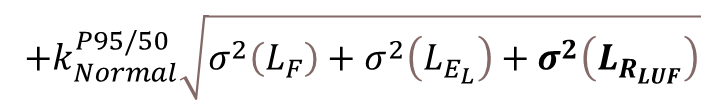 +k_{Normal}^{P95/50} √(σ²(L_F) + σ²(L_{E_L}) + σ²(L_{R_{LUF}}))